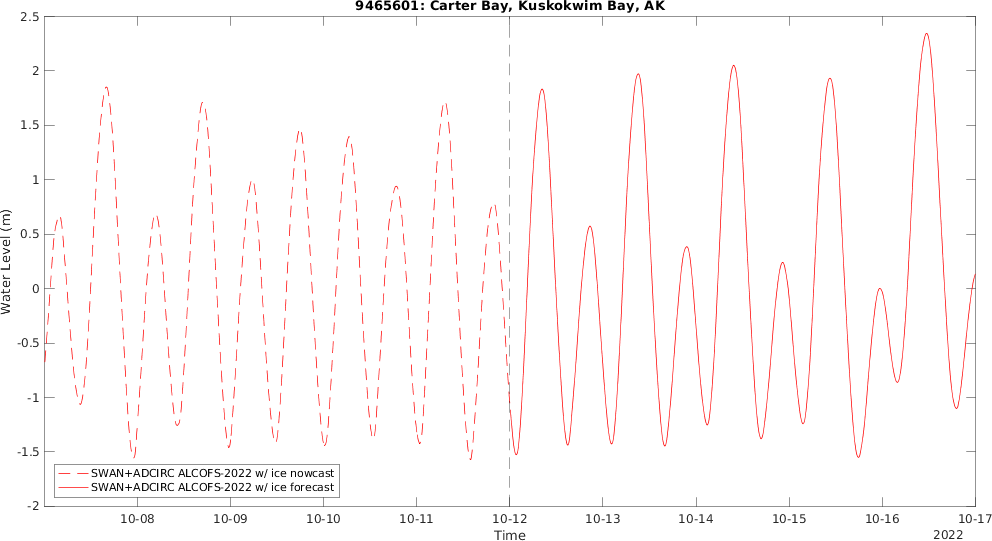 9465601: Carter Bay, Kuskokwim Bay, AK
2.5
2
1.5
1
0.5
0
-0.5
-1
-1.5
-2
Water Level (m)
SWAN+ADCIRC ALCOFS-2022 w/ ice nowcast
SWAN+ADCIRC ALCOFS-2022 w/ ice forecast
10-08 10-09 10-10 10-11 10-12 10-13 10-14 10-15 10-16 10-17
Time
2022